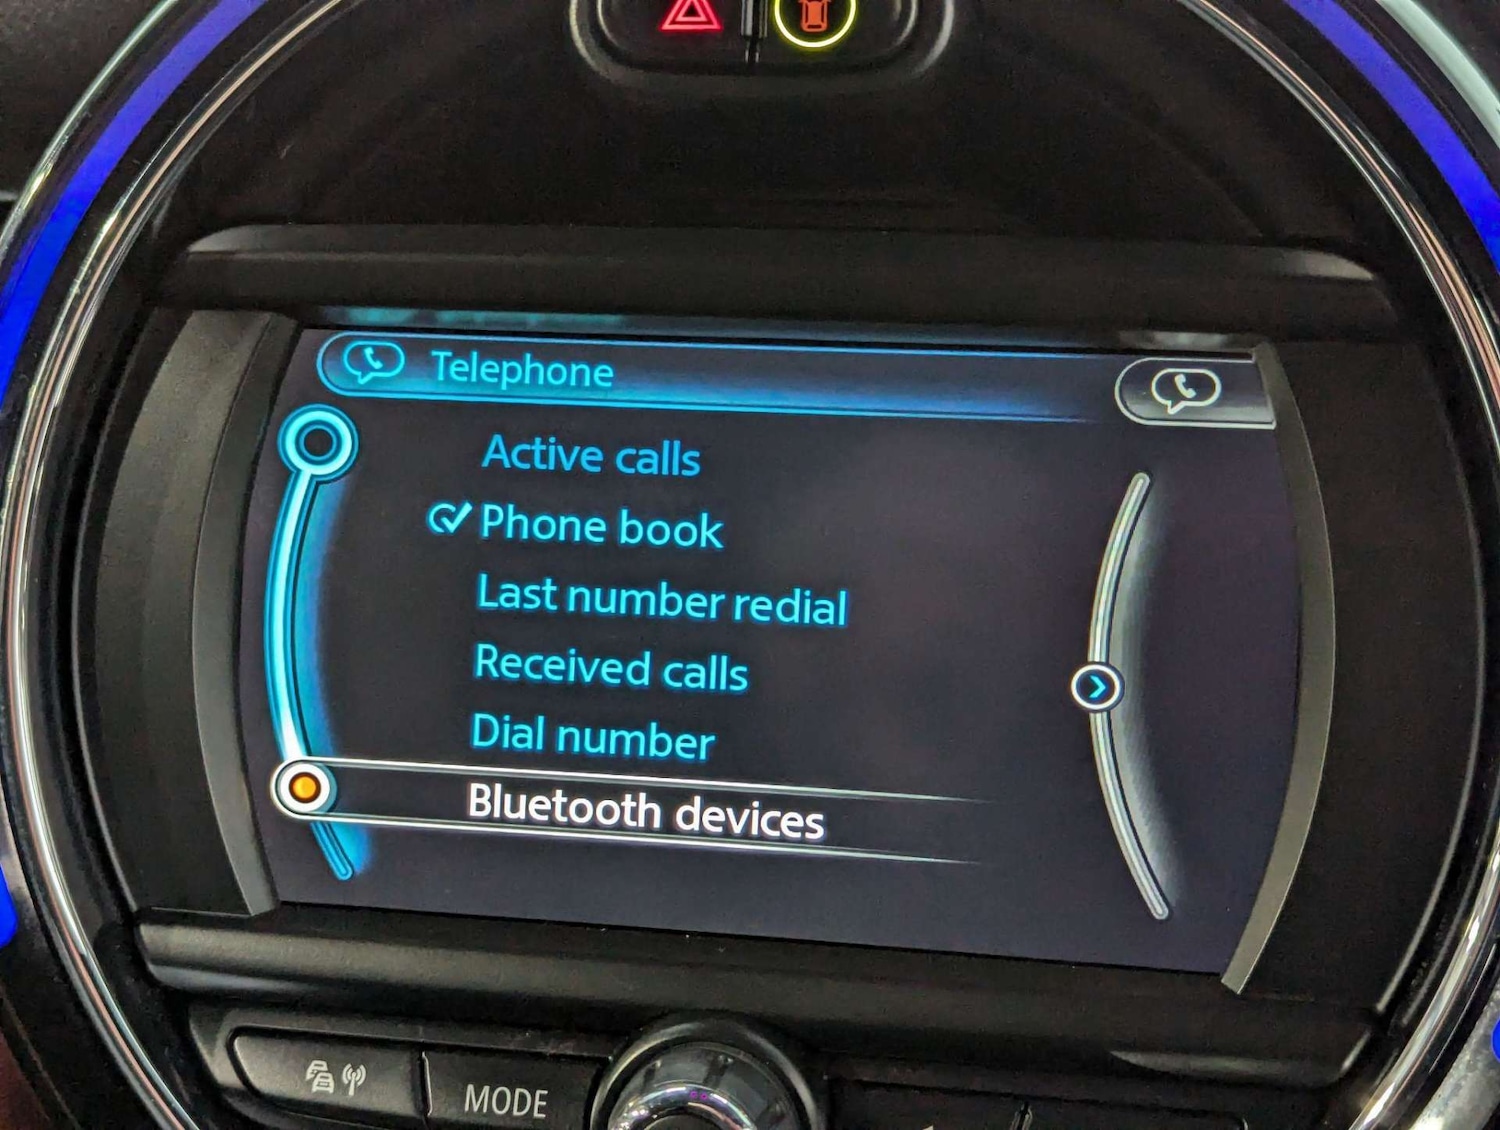 Telephone
Active calls
Phone book
Last number redial
Received calls
Dial number
Bluetooth devices
MODE